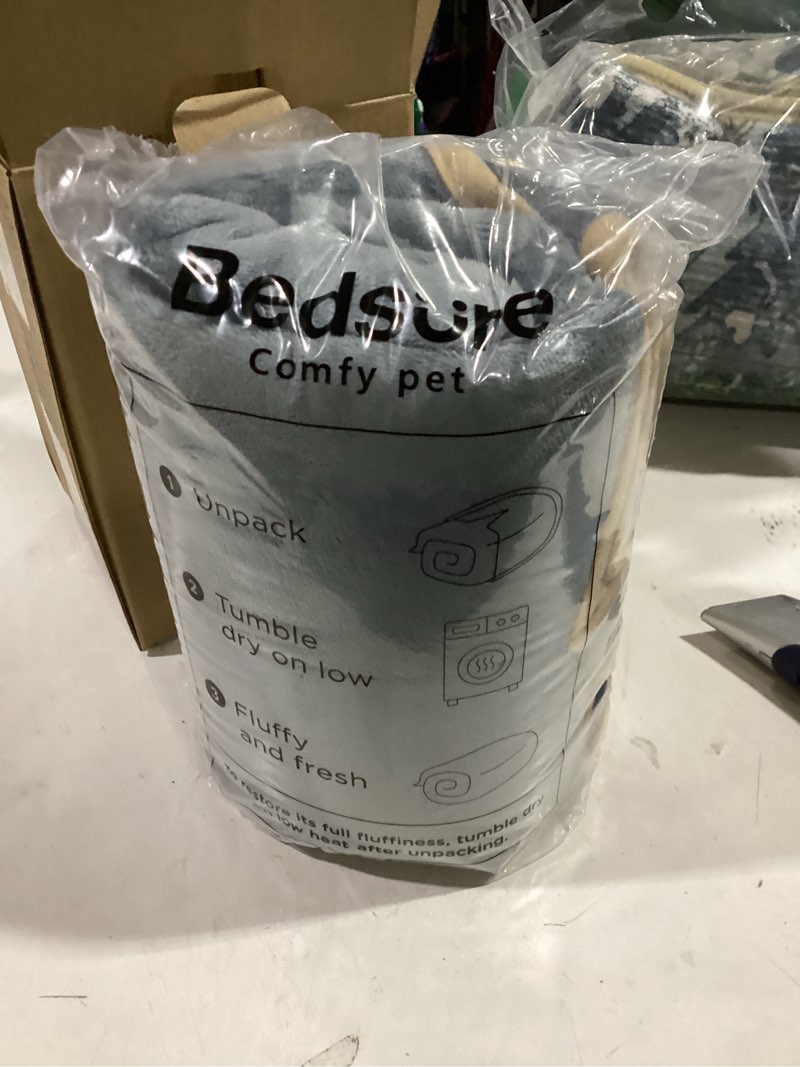 Bedsure
Comfy pet
1 Unpack
2 Tumble
dry on low
3 Fluffy
and fresh
To restore its full fluffiness, tumble dry
on low heat after unpacking.